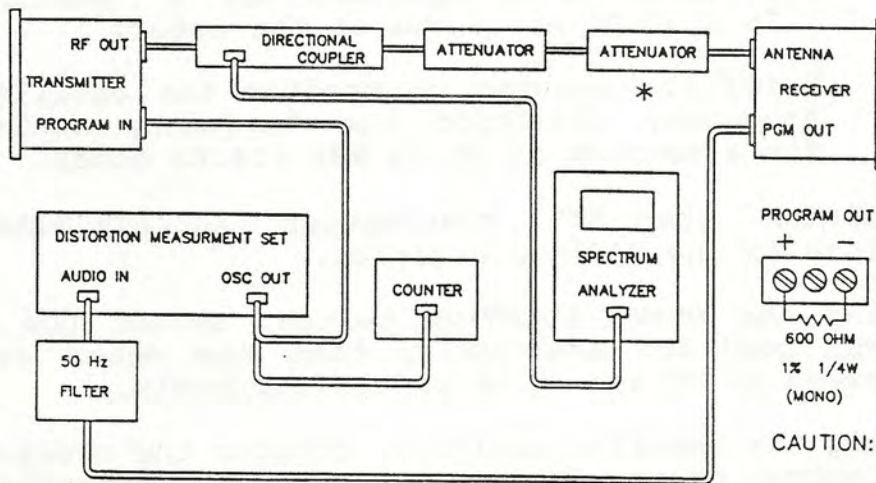 RF OUT
TRANSMITTER
PROGRAM IN
DIRECTIONAL
COUPLER
ATTENUATOR
ATTENUATOR
*
ANTENNA
RECEIVER
PGM OUT
DISTORTION MEASURMENT SET
AUDIO IN
OSC OUT
COUNTER
SPECTRUM
ANALYZER
50 Hz
FILTER
PROGRAM OUT
+ −
600 OHM
1% 1/4W
(MONO)
CAUTION: